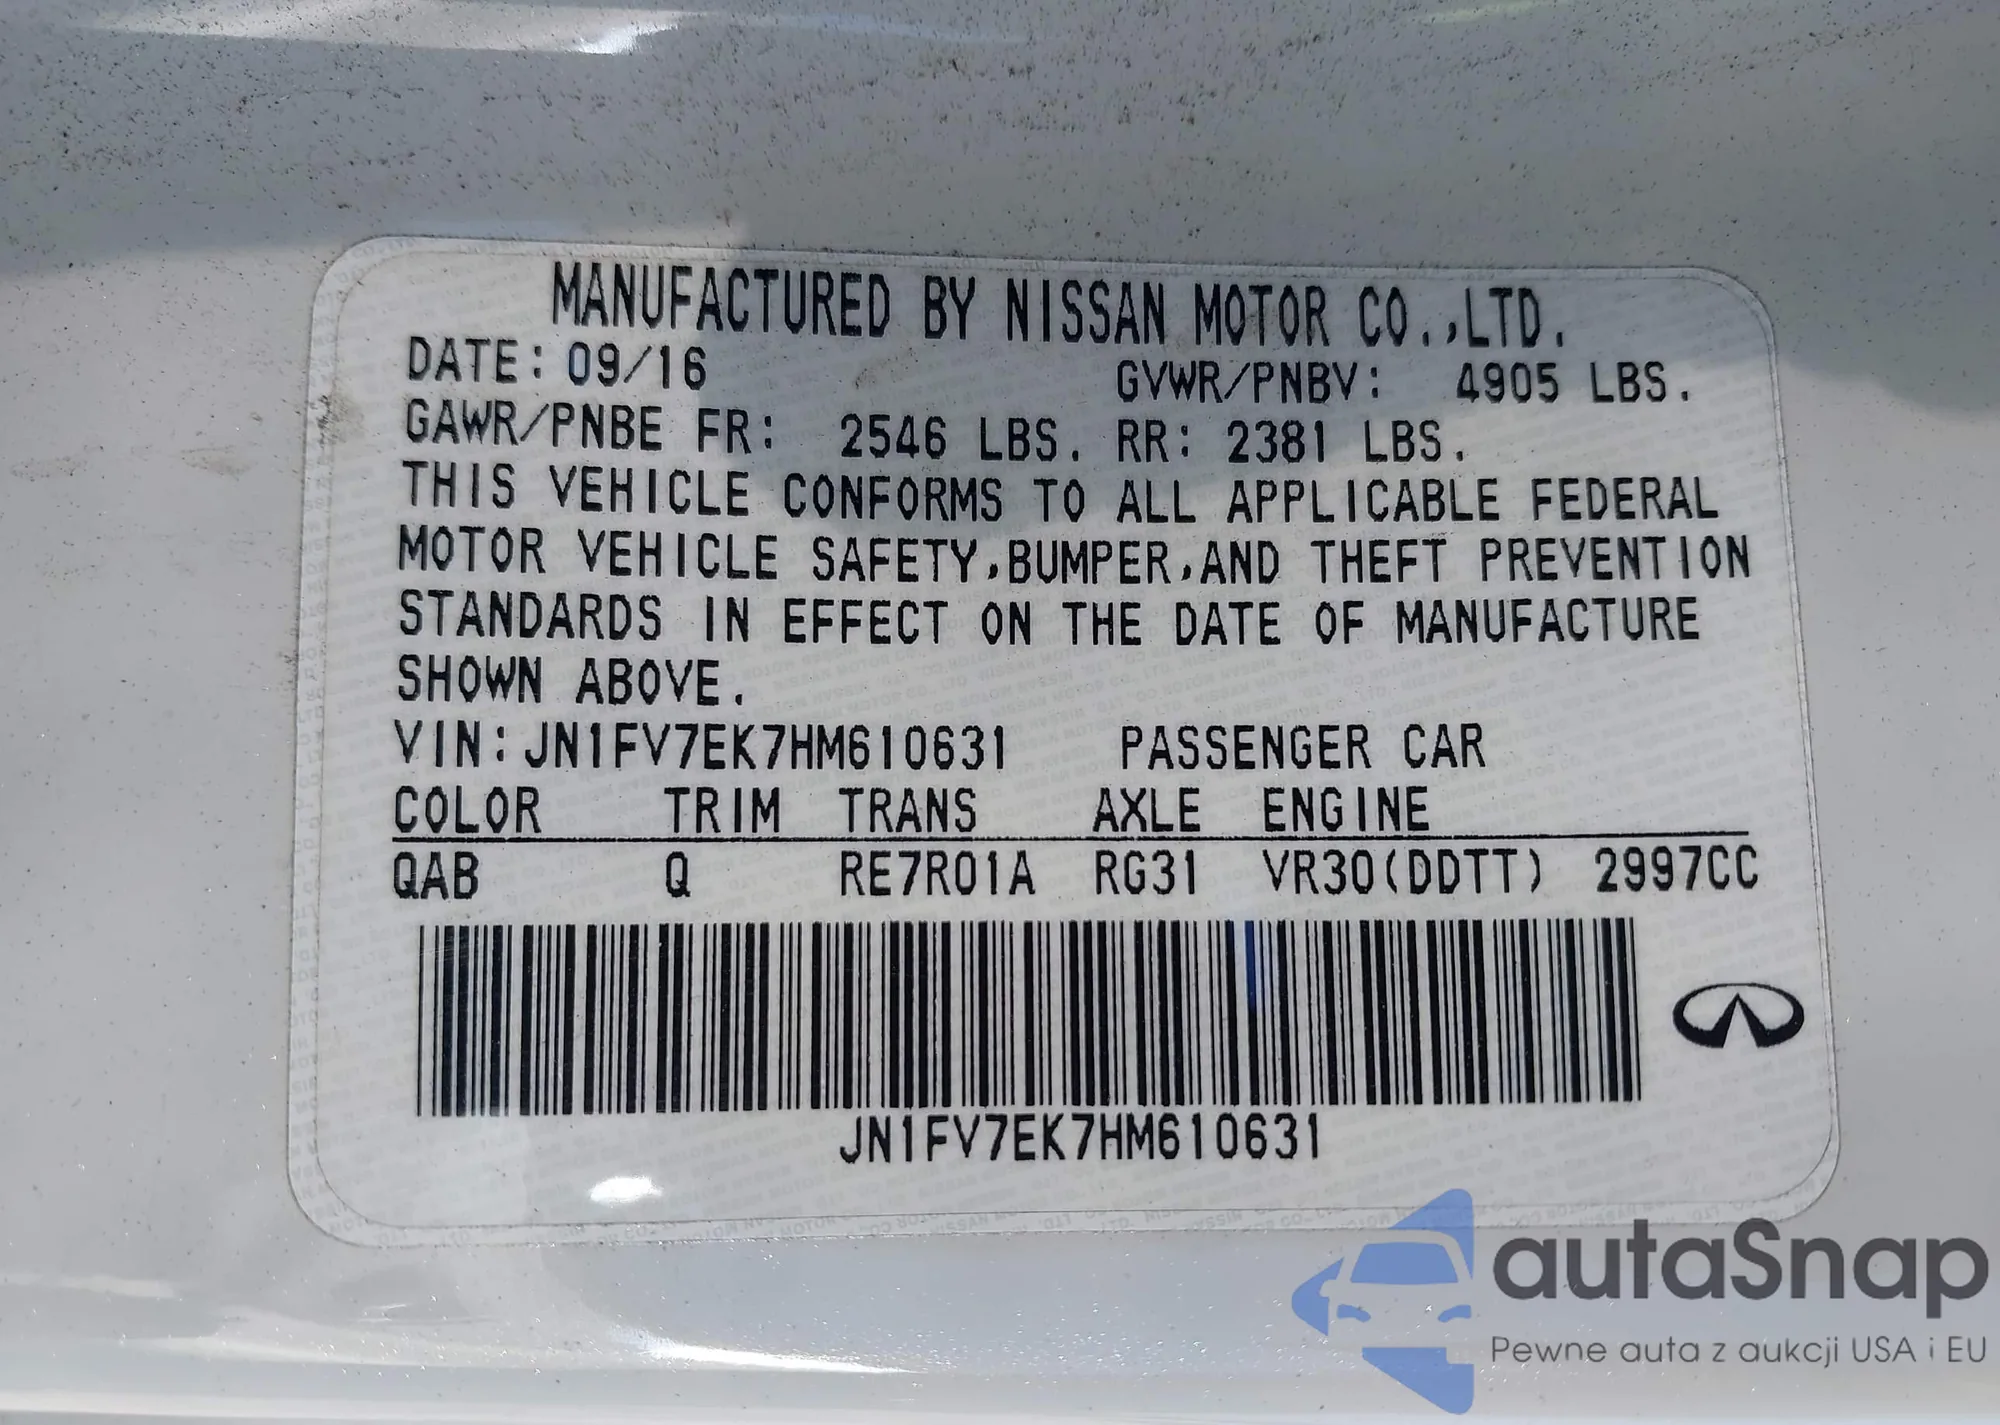 MANUFACTURED BY NISSAN MOTOR CO.,LTD.
DATE: 09/16 GVWR/PNBV: 4905 LBS.
GAWR/PNBE FR: 2546 LBS. RR: 2381 LBS.
THIS VEHICLE CONFORMS TO ALL APPLICABLE FEDERAL
MOTOR VEHICLE SAFETY,BUMPER,AND THEFT PREVENTION
STANDARDS IN EFFECT ON THE DATE OF MANUFACTURE
SHOWN ABOVE.
VIN:JN1FV7EK7HM610631 PASSENGER CAR
COLOR TRIM TRANS AXLE ENGINE
QAB Q RE7R01A RG31 VR30(DDTT) 2997CC
JN1FV7EK7HM610631
autaSnap
Pewne auta z aukcji USA i EU